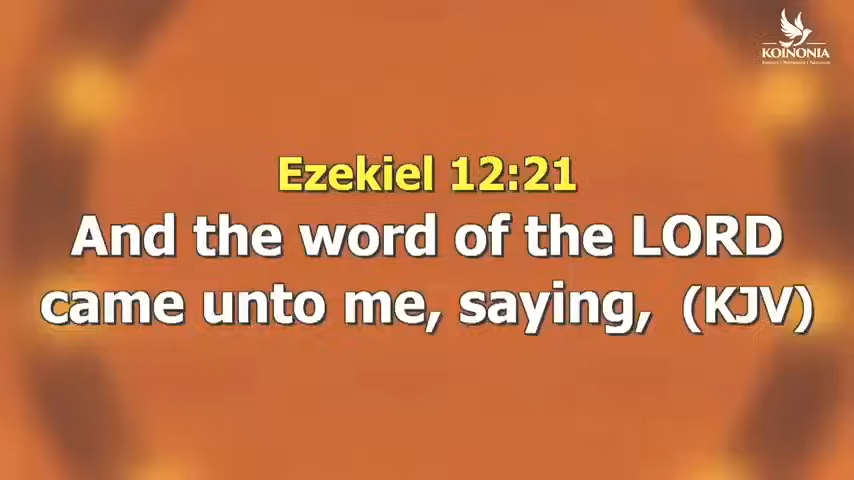 KOINONIA
Ezekiel 12:21
And the word of the LORD
came unto me, saying, (KJV)